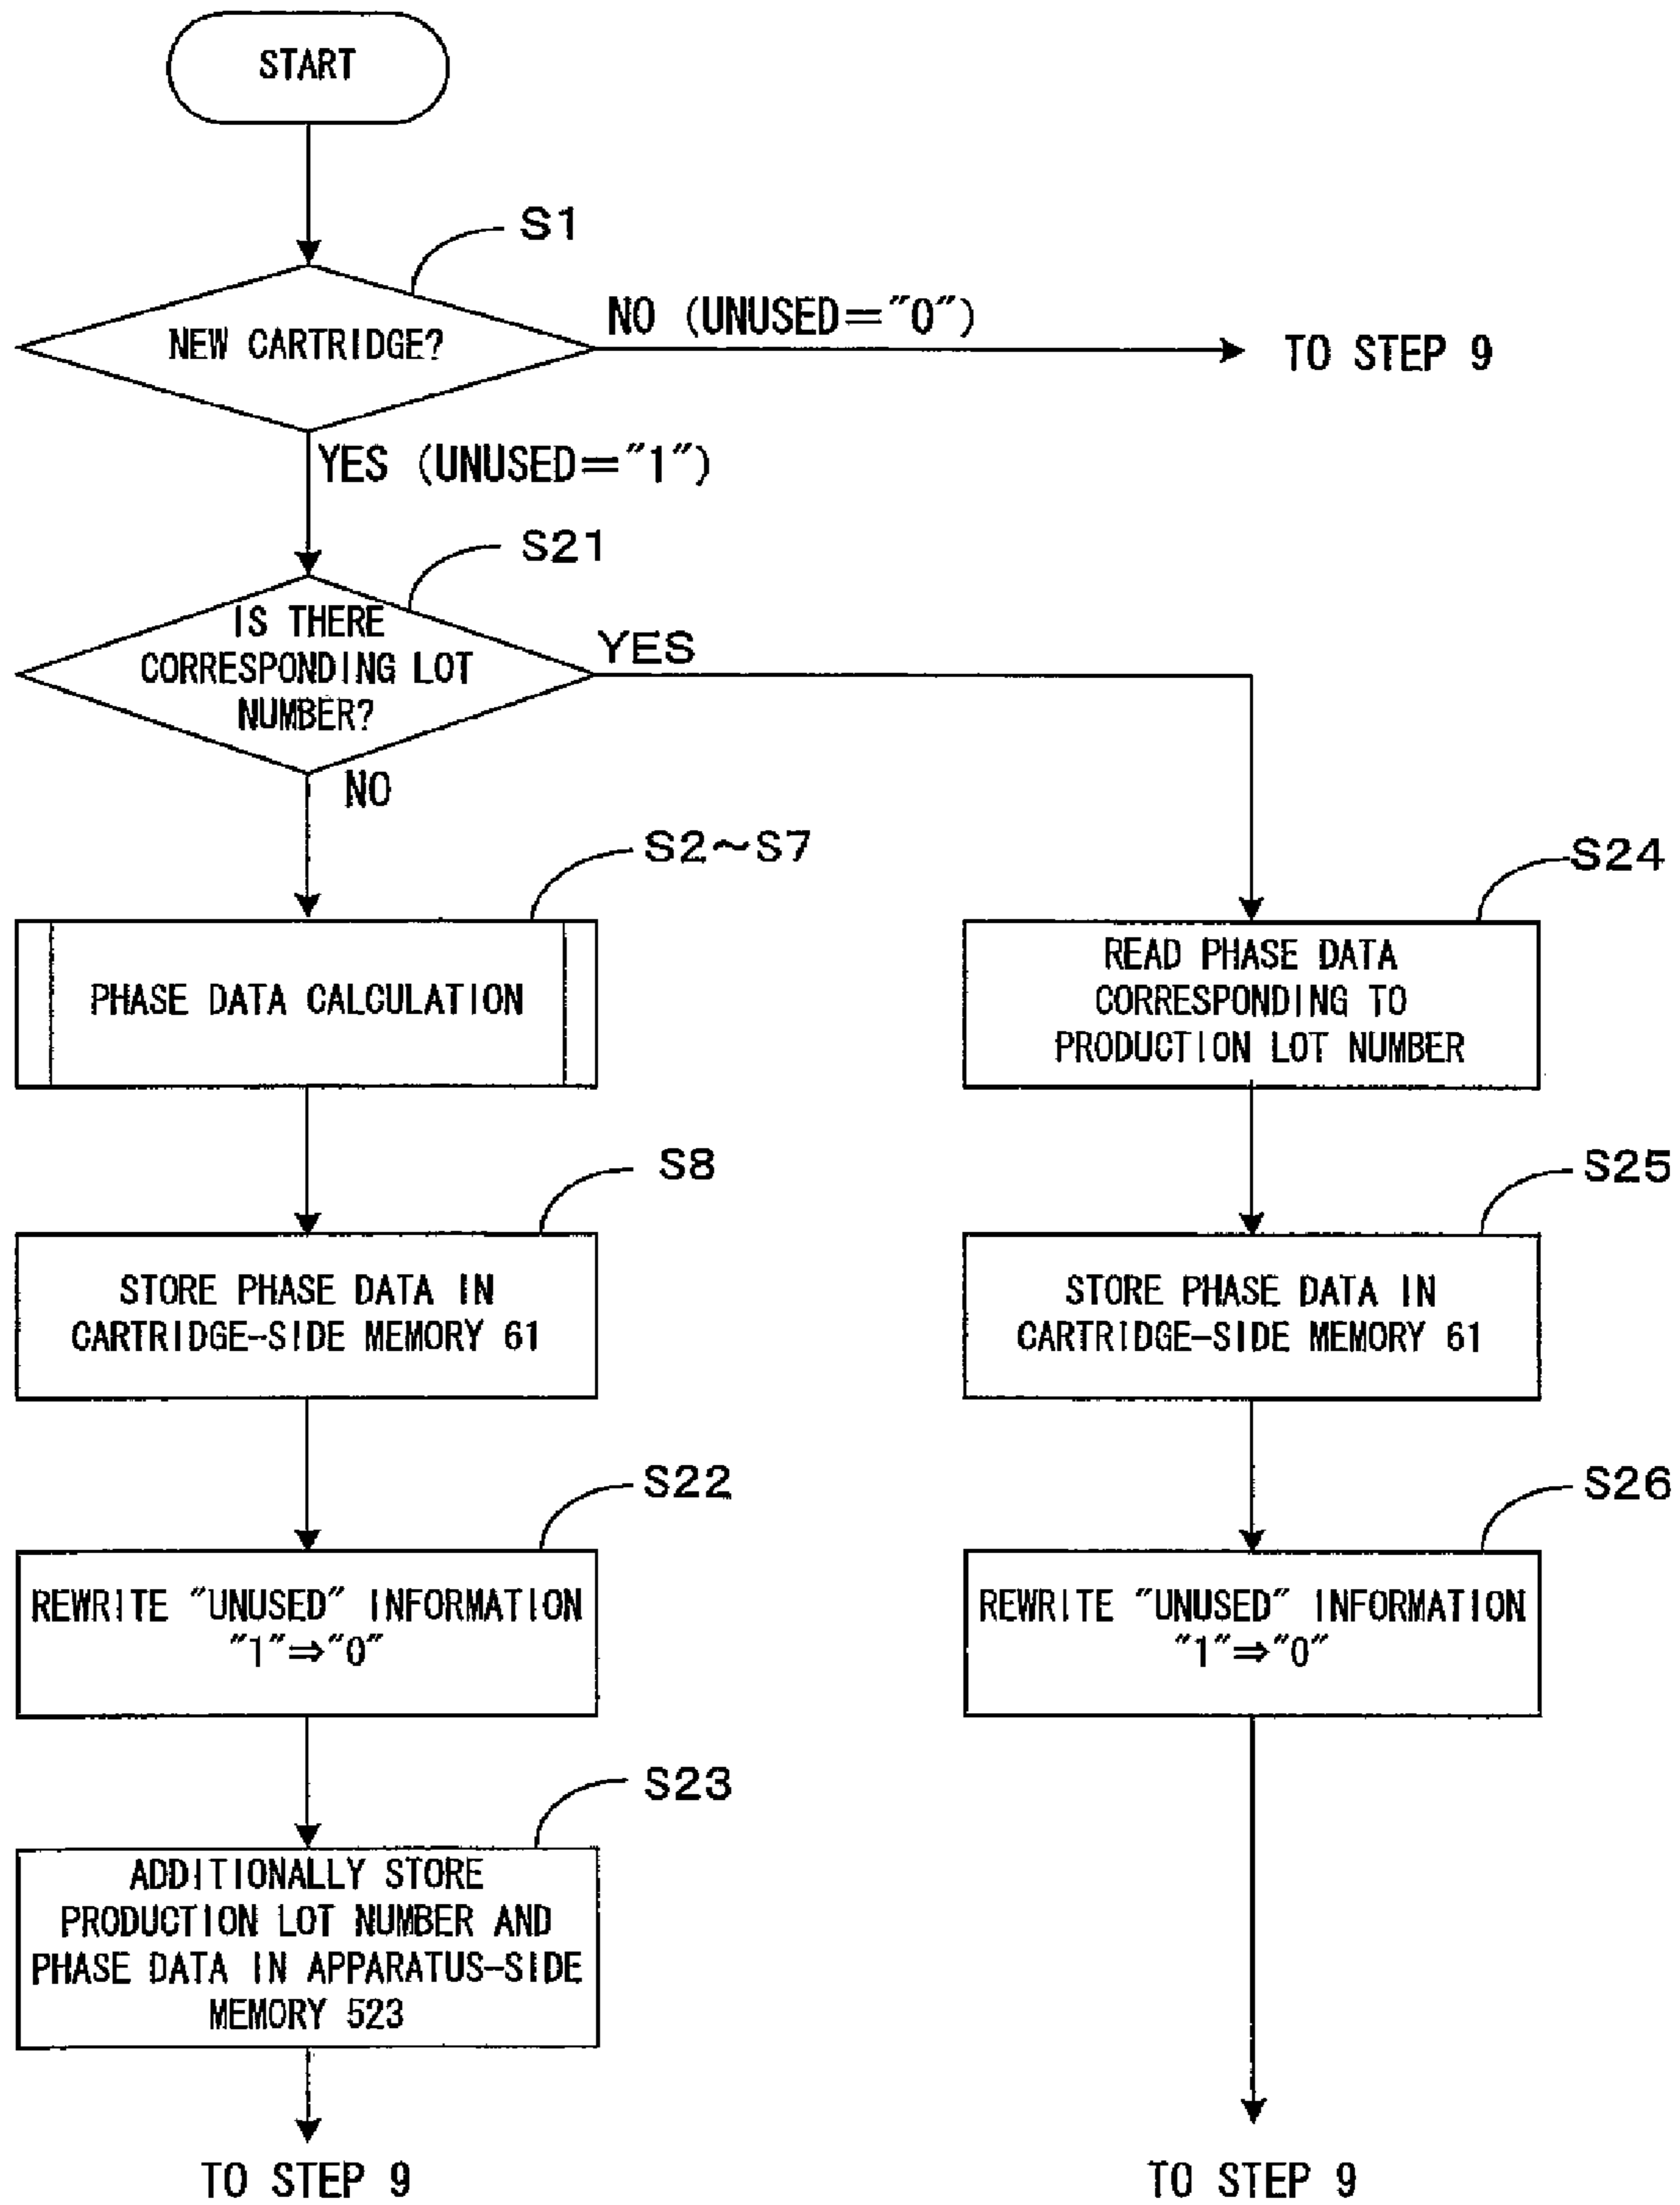 START
S1
NEW CARTRIDGE?
NO (UNUSED="0")
TO STEP 9
YES (UNUSED="1")
S21
IS THERE
CORRESPONDING LOT
NUMBER?
YES
NO
S2~S7
PHASE DATA CALCULATION
S24
READ PHASE DATA
CORRESPONDING TO
PRODUCTION LOT NUMBER
S8
STORE PHASE DATA IN
CARTRIDGE-SIDE MEMORY 61
S25
STORE PHASE DATA IN
CARTRIDGE-SIDE MEMORY 61
S22
REWRITE "UNUSED" INFORMATION
"1"⇒"0"
S26
REWRITE "UNUSED" INFORMATION
"1"⇒"0"
S23
ADDITIONALLY STORE
PRODUCTION LOT NUMBER AND
PHASE DATA IN APPARATUS-SIDE
MEMORY 523
TO STEP 9
TO STEP 9